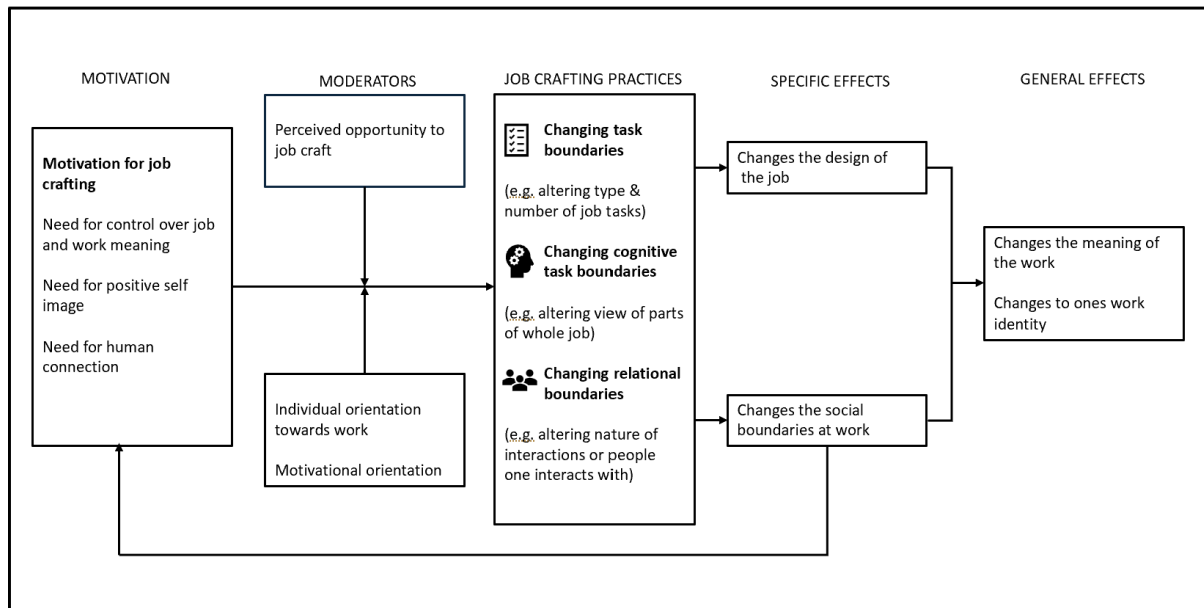 MOTIVATION
MODERATORS
JOB CRAFTING PRACTICES
SPECIFIC EFFECTS
GENERAL EFFECTS
Motivation for job
crafting
Need for control over job
and work meaning
Need for positive self
image
Need for human
connection
Perceived opportunity to
job craft
Individual orientation
towards work
Motivational orientation
Changing task
boundaries
(e.g. altering type &
number of job tasks)
Changing cognitive
task boundaries
(e.g. altering view of parts
of whole job)
Changing relational
boundaries
(e.g. altering nature of
interactions or people
one interacts with)
Changes the design of
the job
Changes the social
boundaries at work
Changes the meaning of
the work
Changes to ones work
identity